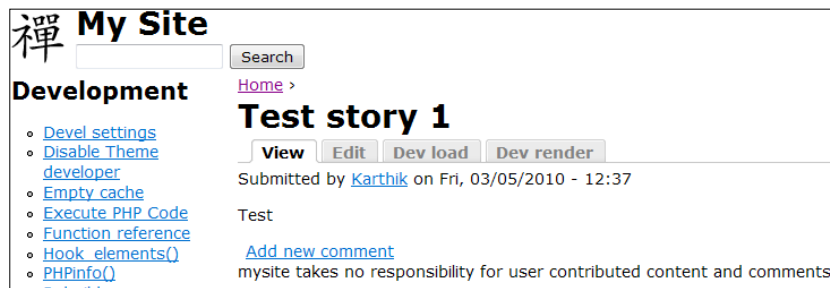 禪 My Site
Search
Development
Devel settings
Disable Theme
developer
Empty cache
Execute PHP Code
Function reference
Hook_elements()
PHPinfo()
Home ›
Test story 1
View Edit Dev load Dev render
Submitted by Karthik on Fri, 03/05/2010 - 12:37
Test
Add new comment
mysite takes no responsibility for user contributed content and comments